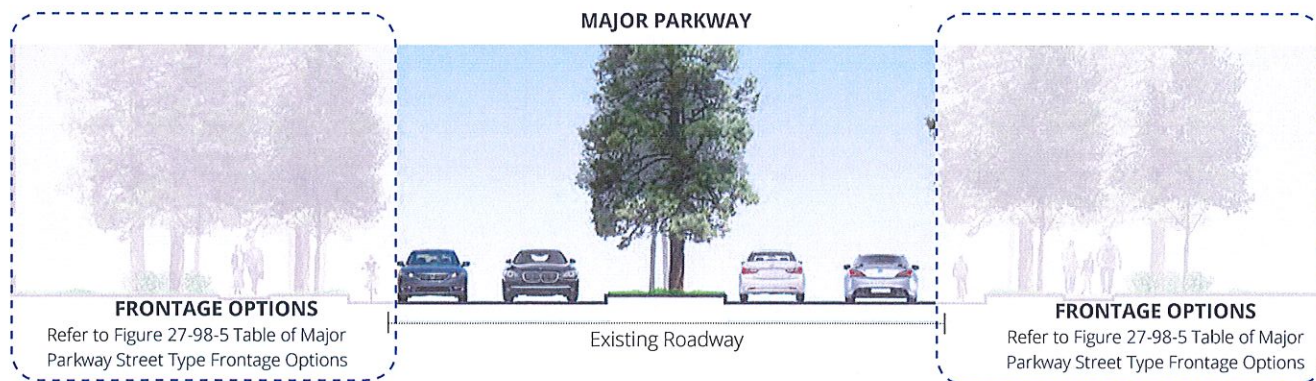 MAJOR PARKWAY
FRONTAGE OPTIONS
Refer to Figure 27-98-5 Table of Major
Parkway Street Type Frontage Options
Existing Roadway
FRONTAGE OPTIONS
Refer to Figure 27-98-5 Table of Major
Parkway Street Type Frontage Options